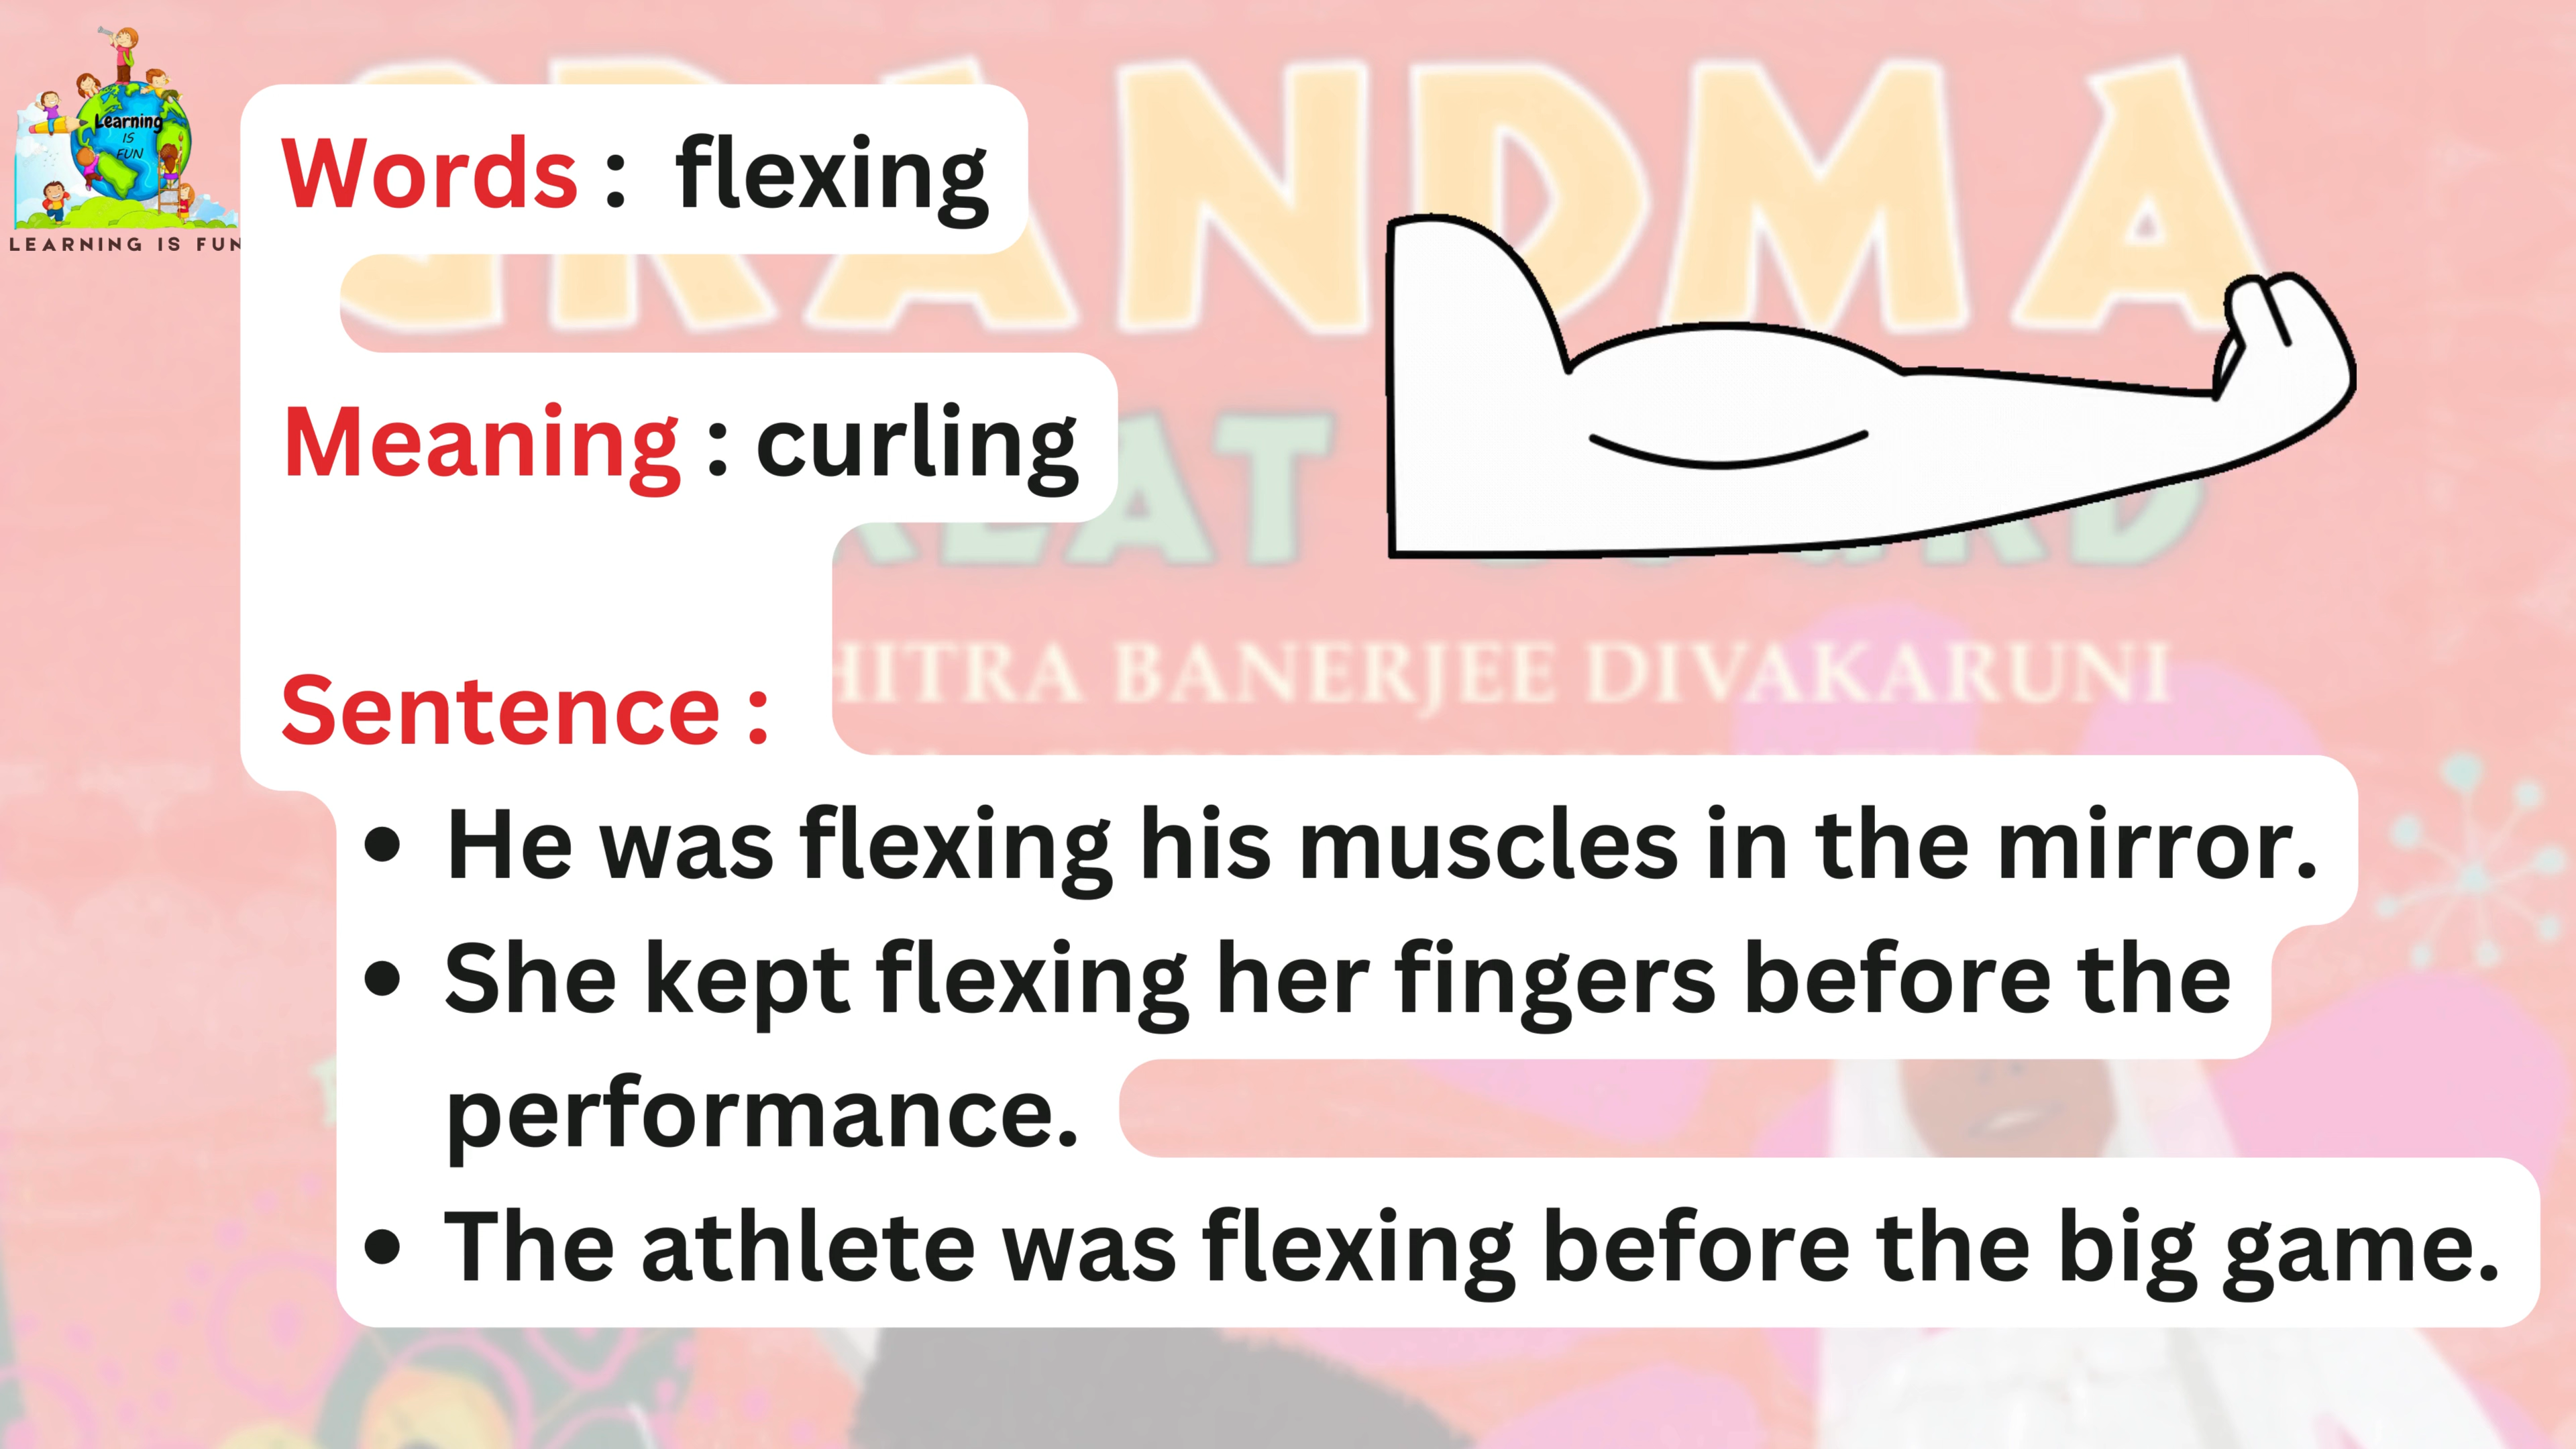 Learning
IS
FUN
LEARNING IS FUN
GRANDMA
Words : flexing
Meaning : curling
Sentence :
BANERJEE DIVAKARUNI
• He was flexing his muscles in the mirror.
• She kept flexing her fingers before the
performance.
• The athlete was flexing before the big game.